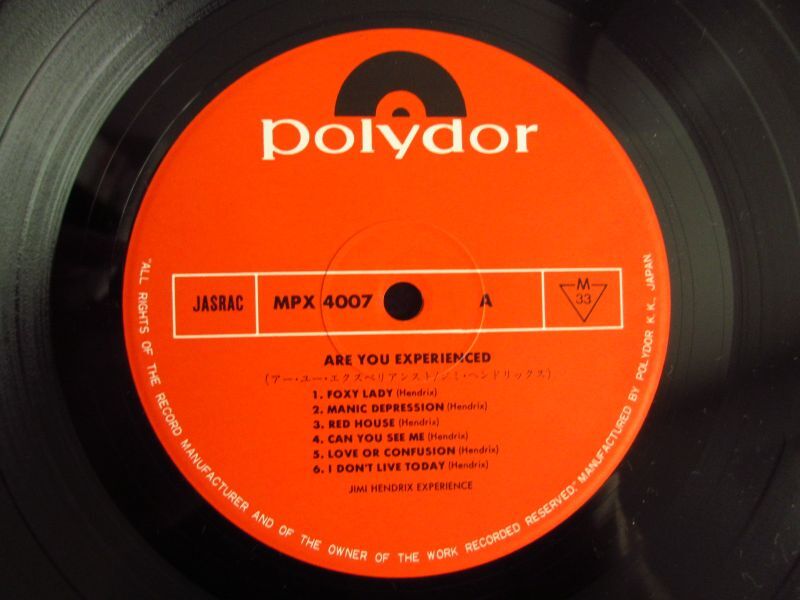 polydor
JASRAC MPX 4007 A M 33
ARE YOU EXPERIENCED
(アー・ユー・エクスペリアンスト/ジミ・ヘンドリックス)
1. FOXY LADY (Hendrix)
2. MANIC DEPRESSION (Hendrix)
3. RED HOUSE (Hendrix)
4. CAN YOU SEE ME (Hendrix)
5. LOVE OR CONFUSION (Hendrix)
6. I DON'T LIVE TODAY (Hendrix)
JIMI HENDRIX EXPERIENCE
"ALL RIGHTS OF THE RECORD MANUFACTURER AND OF THE OWNER OF THE WORK RECORDED RESERVED." MANUFACTURED BY POLYDOR K.K., JAPAN.